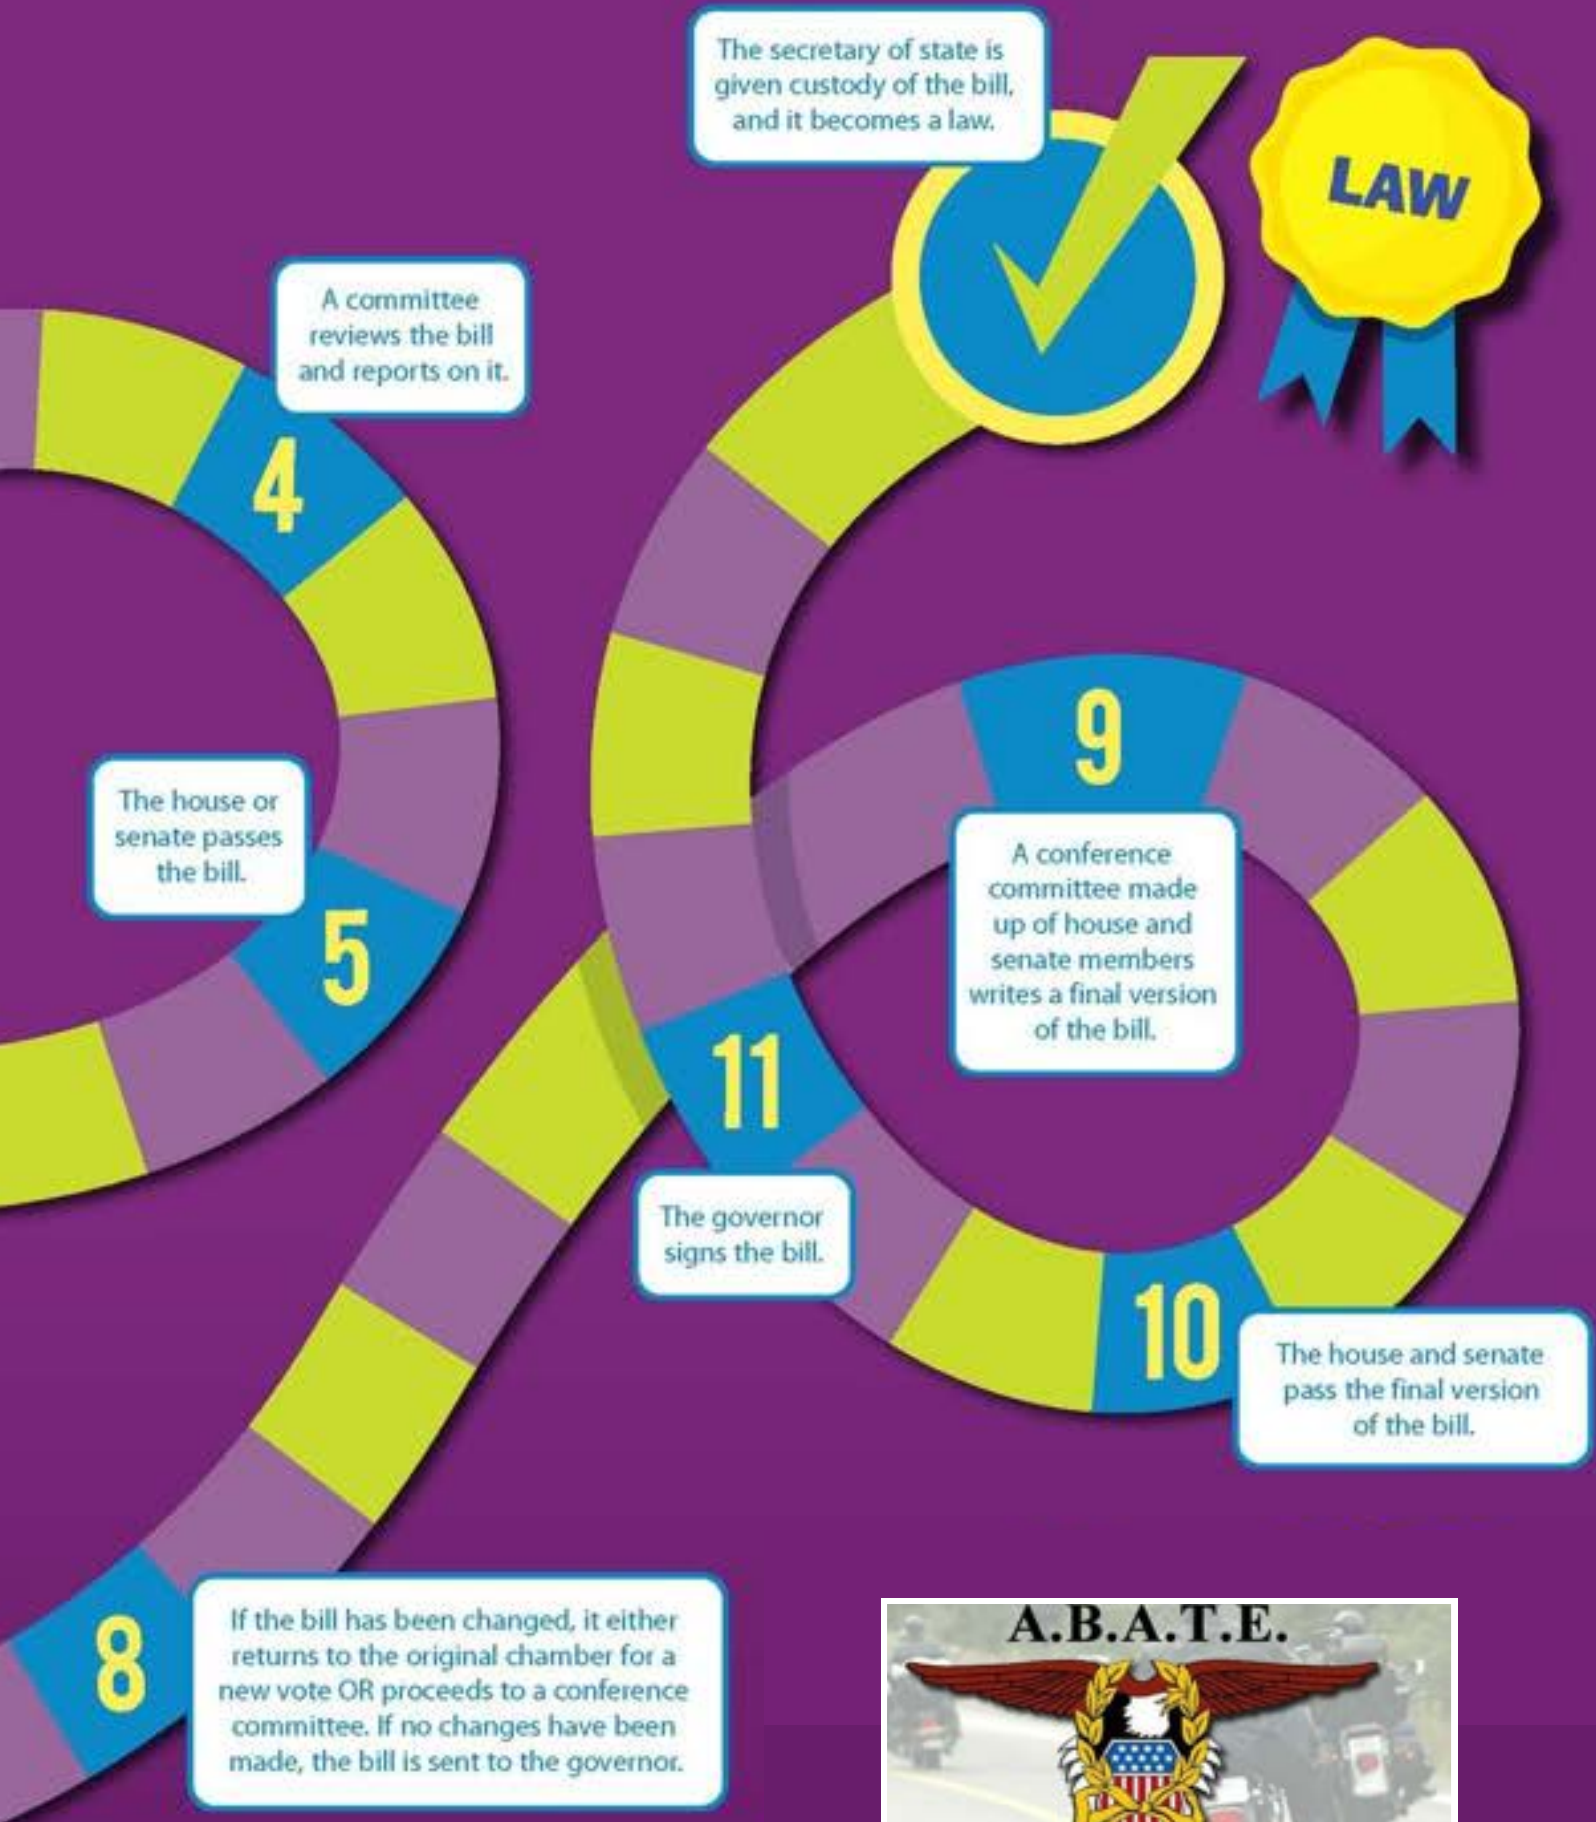 The secretary of state is
given custody of the bill,
and it becomes a law.
LAW
A committee
reviews the bill
and reports on it.
4
The house or
senate passes
the bill.
5
9
A conference
committee made
up of house and
senate members
writes a final version
of the bill.
11
The governor
signs the bill.
10
The house and senate
pass the final version
of the bill.
8
If the bill has been changed, it either
returns to the original chamber for a
new vote OR proceeds to a conference
committee. If no changes have been
made, the bill is sent to the governor.
A.B.A.T.E.